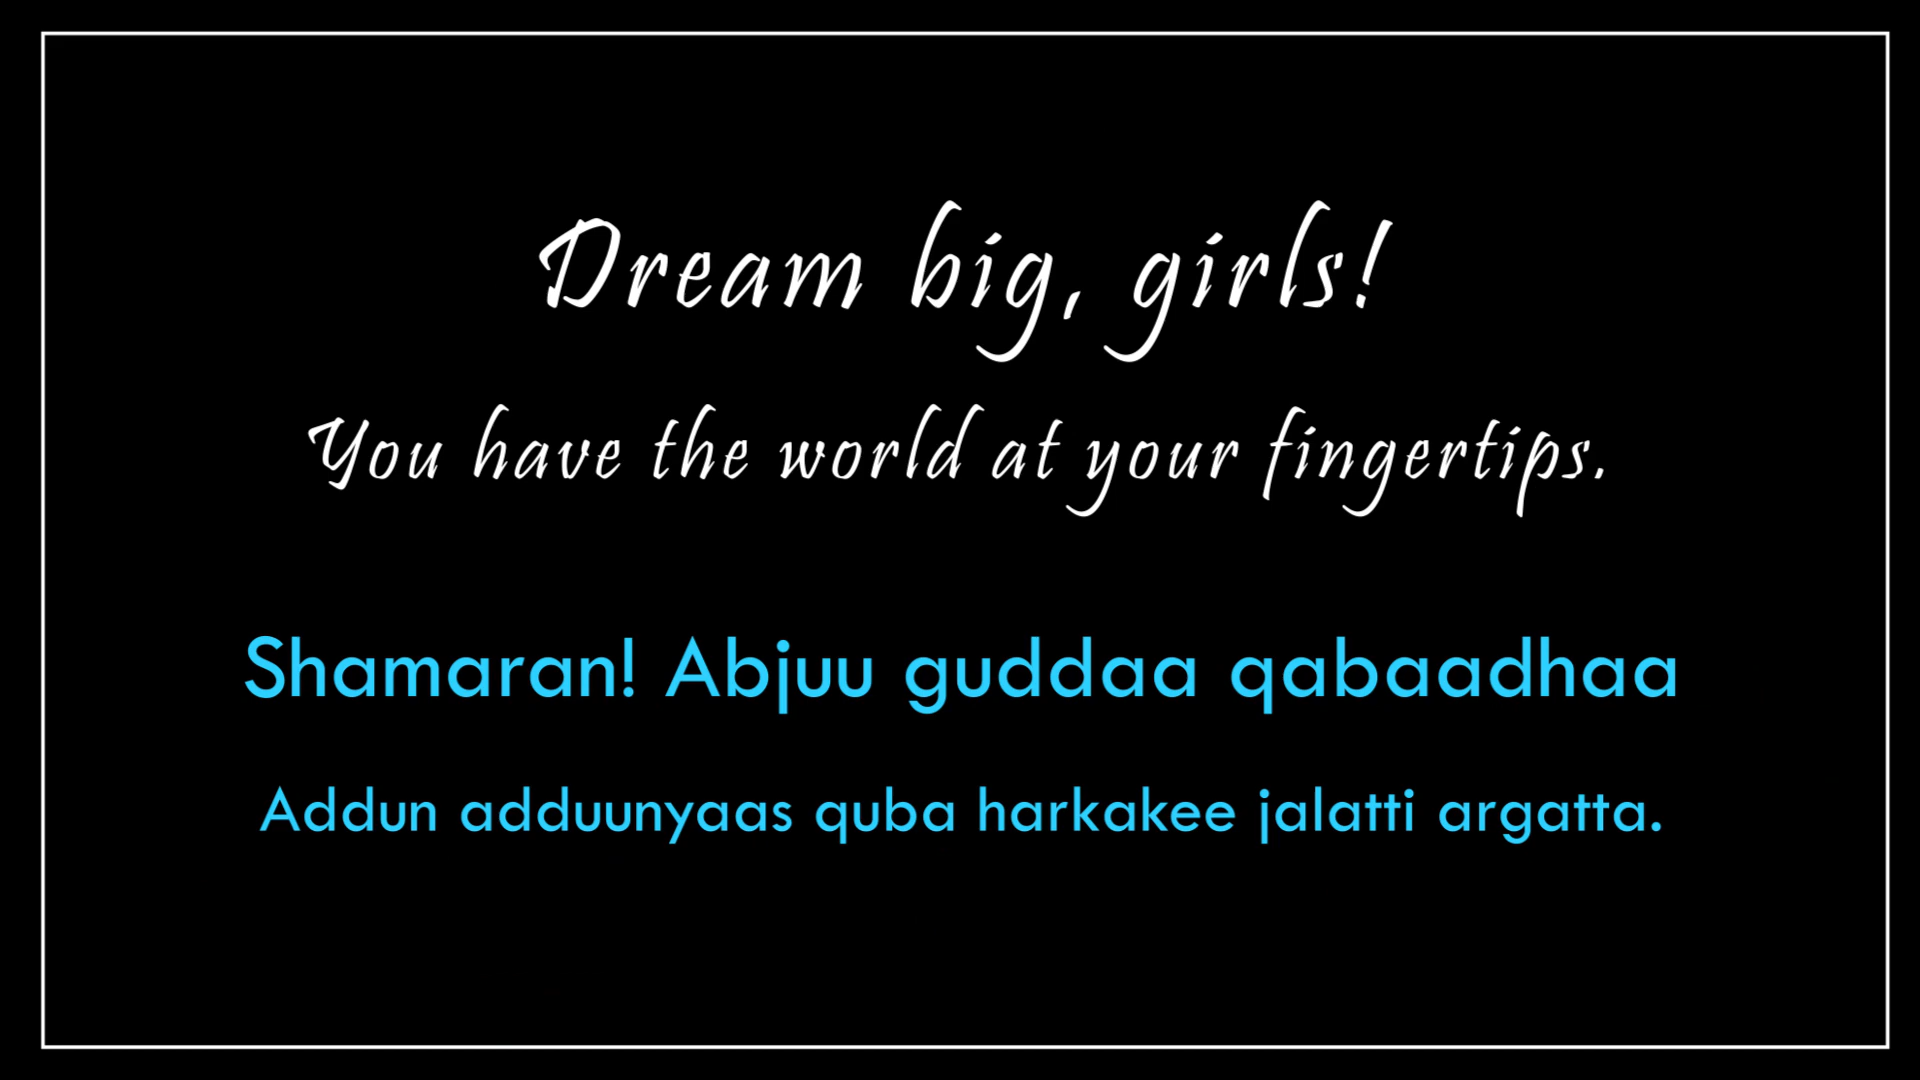 Dream big, girls!
You have the world at your fingertips.
Shamaran! Abjuu guddaa qabaadhaa
Addun adduunyaas quba harkakee jalatti argatta.